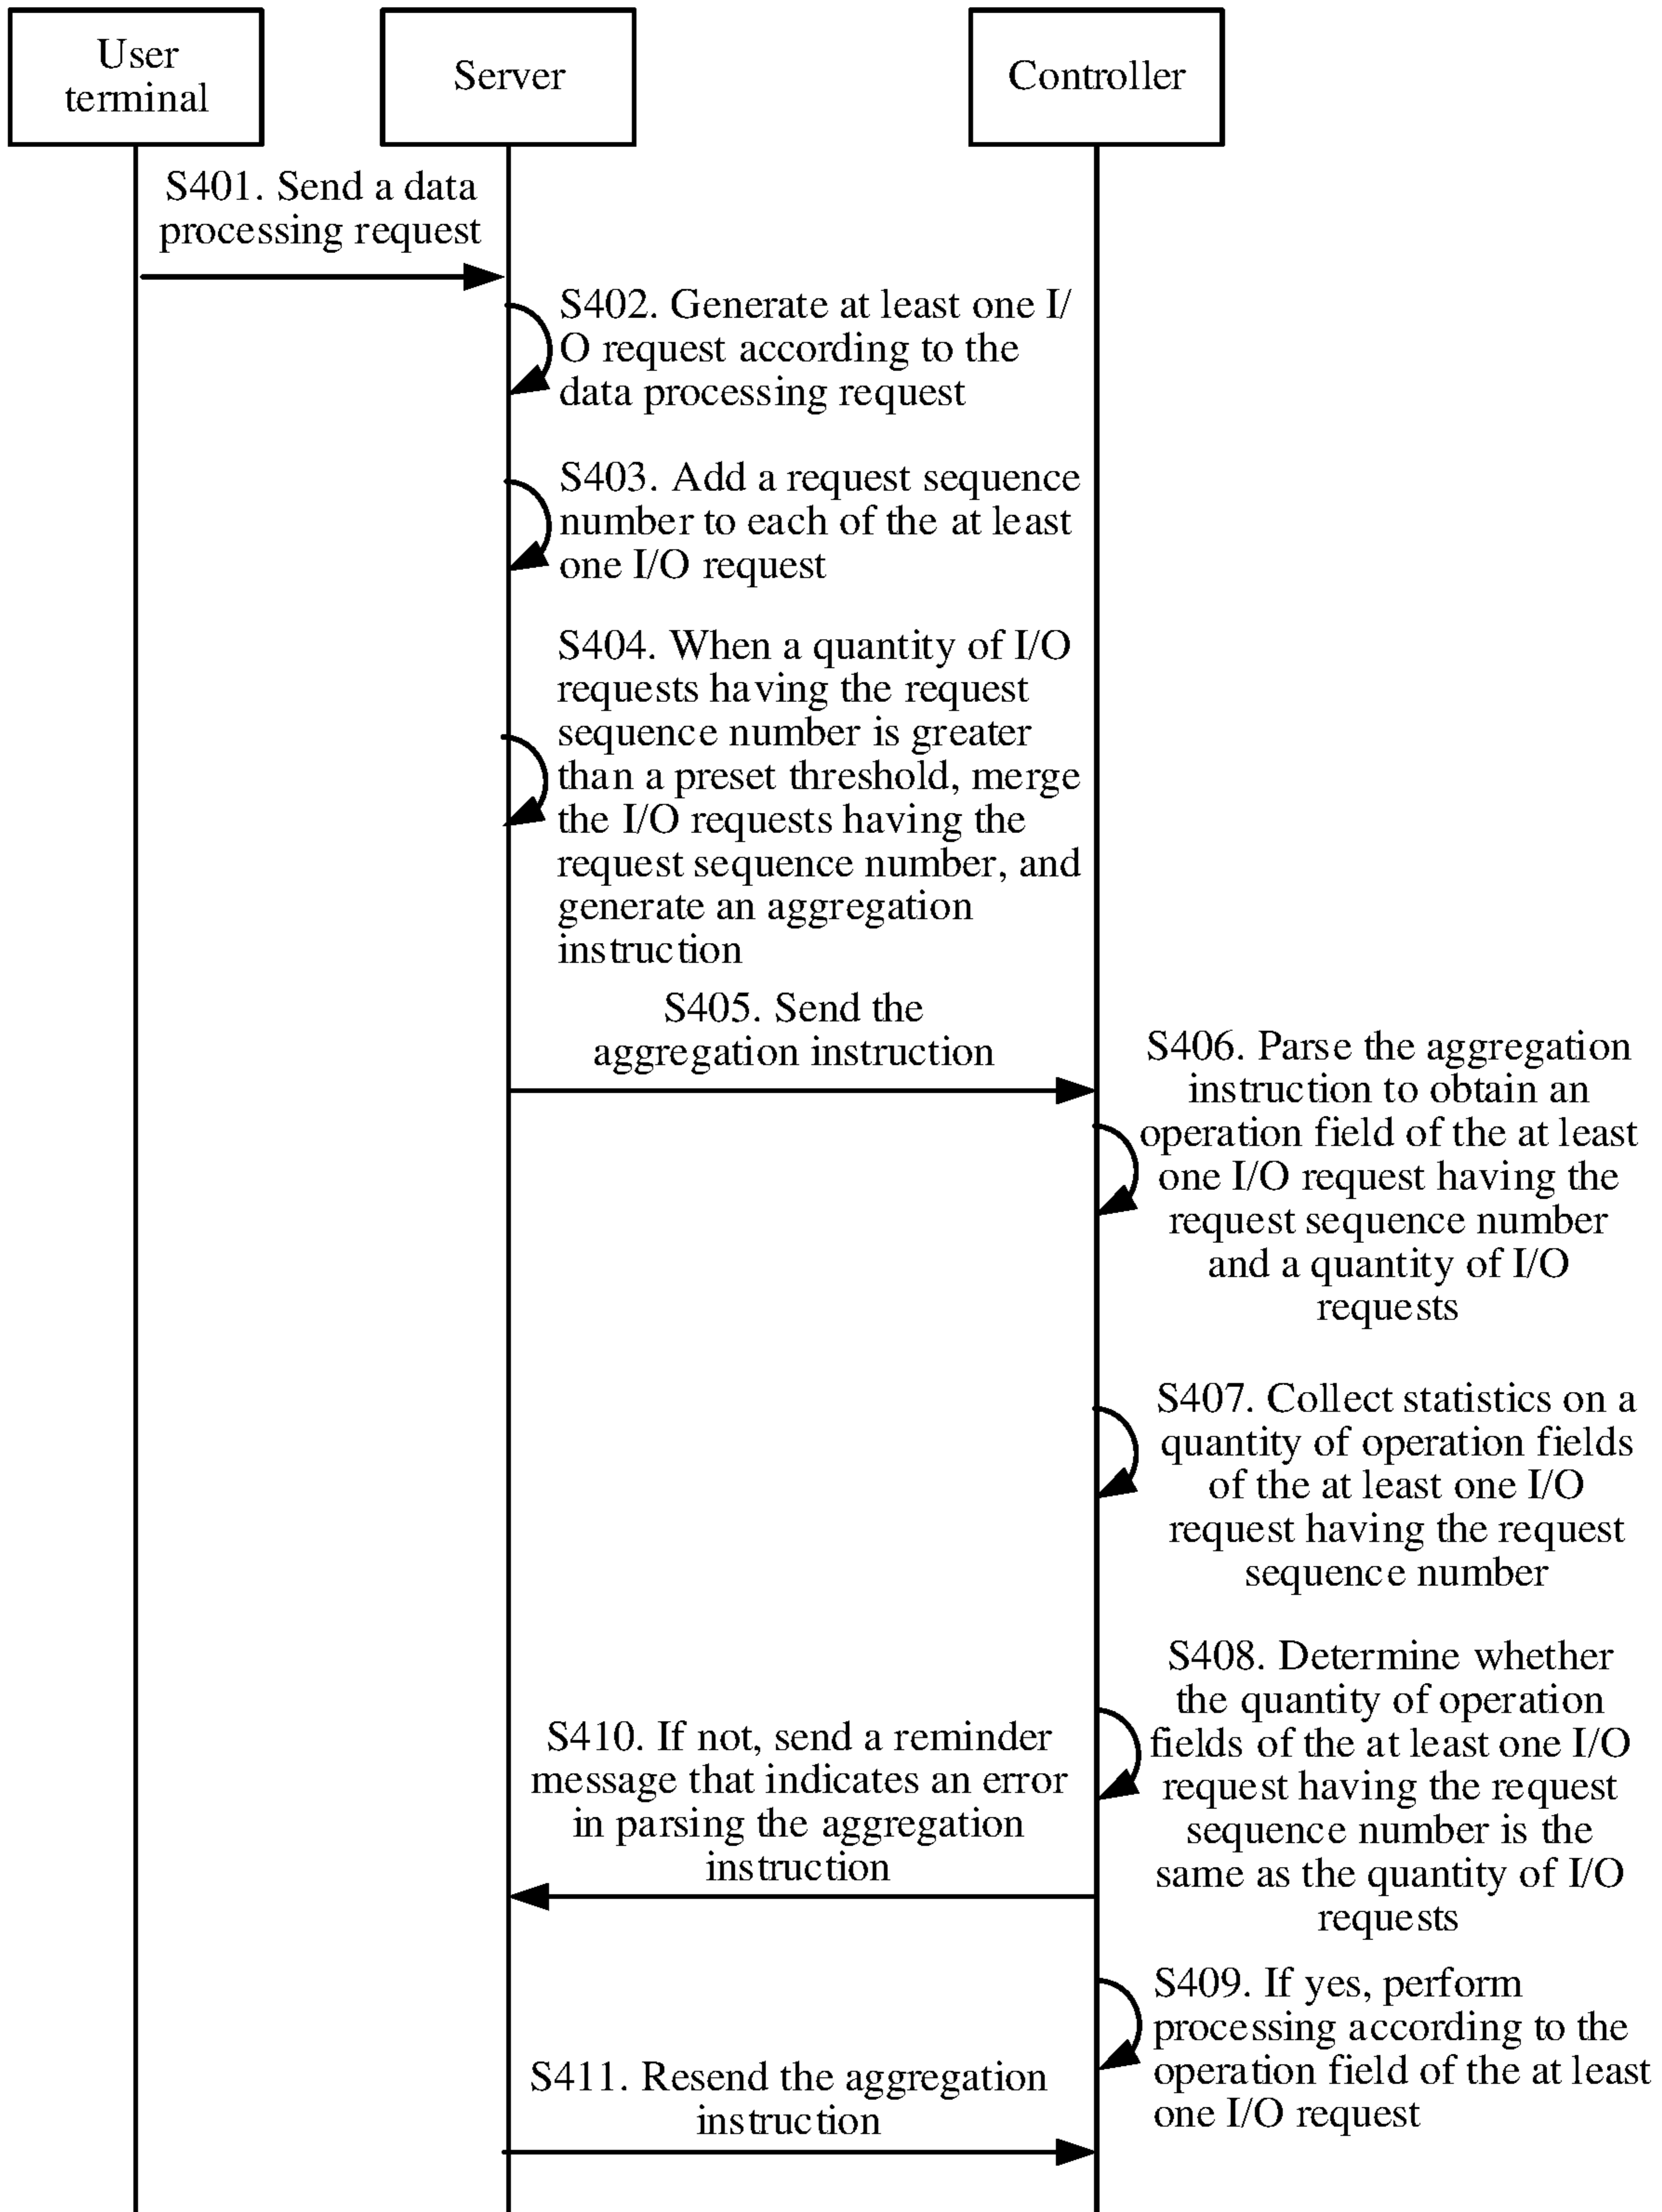 User
terminal
Server
Controller
S401. Send a data
processing request
S402. Generate at least one I/
O request according to the
data processing request
S403. Add a request sequence
number to each of the at least
one I/O request
S404. When a quantity of I/O
requests having the request
sequence number is greater
than a preset threshold, merge
the I/O requests having the
request sequence number, and
generate an aggregation
instruction
S405. Send the
aggregation instruction
S406. Parse the aggregation
instruction to obtain an
operation field of the at least
one I/O request having the
request sequence number
and a quantity of I/O
requests
S407. Collect statistics on a
quantity of operation fields
of the at least one I/O
request having the request
sequence number
S408. Determine whether
the quantity of operation
fields of the at least one I/O
request having the request
sequence number is the
same as the quantity of I/O
requests
S410. If not, send a reminder
message that indicates an error
in parsing the aggregation
instruction
S409. If yes, perform
processing according to the
operation field of the at least
one I/O request
S411. Resend the aggregation
instruction